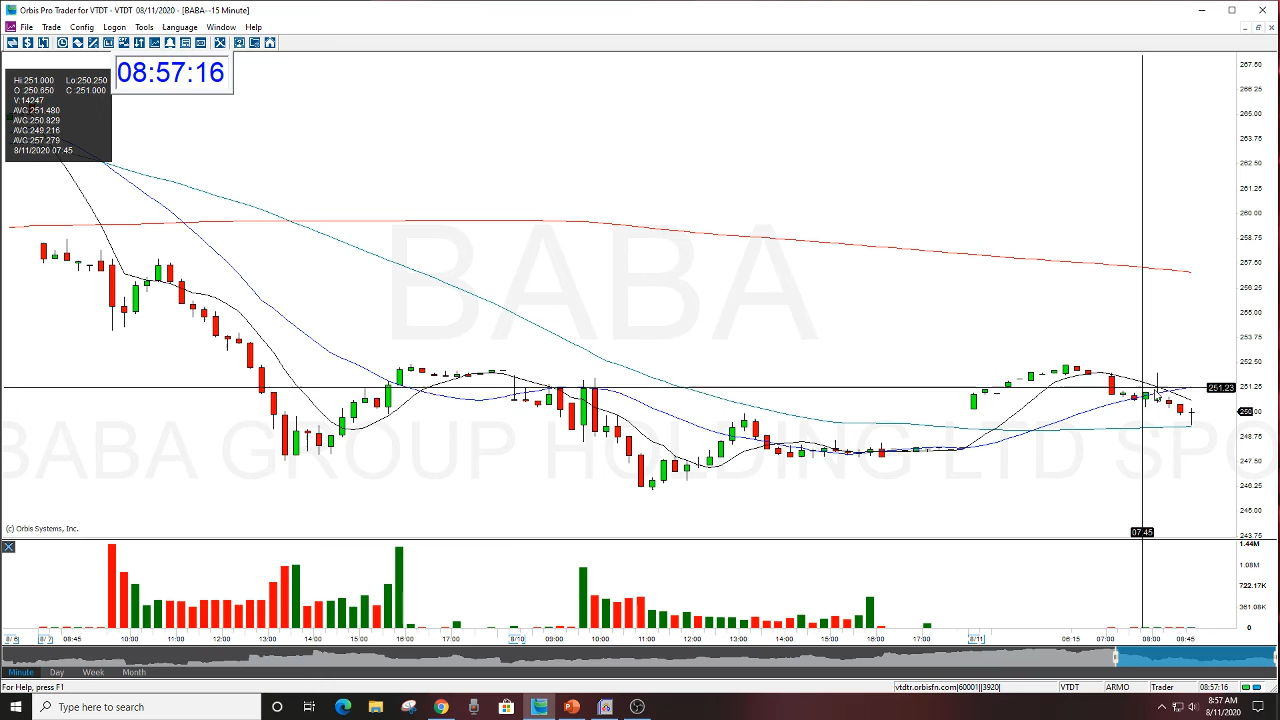 Orbis Pro Trader for VTDT - VTDT 08/11/2020 - [BABA--15 Minute]
File Trade Config Logon Tools Language Window Help
08:57:16
Hi:251.000 Lo:250.250
O :250.650 C :251.000
V:14247
AVG:251.480
AVG:250.829
AVG:249.216
AVG:257.279
8/11/2020 07:45
267.50
266.25
265.00
263.75
262.50
261.25
260.00
258.75
257.50
256.25
255.00
253.75
252.50
251.25
251.23
250.00
248.75
247.50
246.25
245.00
243.75
BABA
BABA GROUP HOLDING LTD SPO
(c) Orbis Systems, Inc.
07:45
1.44M
1.08M
722.17K
361.08K
0
8/6 8/7 08:45 10:00 11:00 12:00 13:00 14:00 15:00 16:00 17:00 8/10 09:00 10:00 11:00 12:00 13:00 14:00 15:00 16:00 17:00 8/11 06:15 07:00 08:00 08:45
Minute Day Week Month
For Help, press F1
vtdtr.orbisfn.com|60001||3920| VTDT ARMO Trader 08:57:16
Type here to search
8:57 AM
8/11/2020